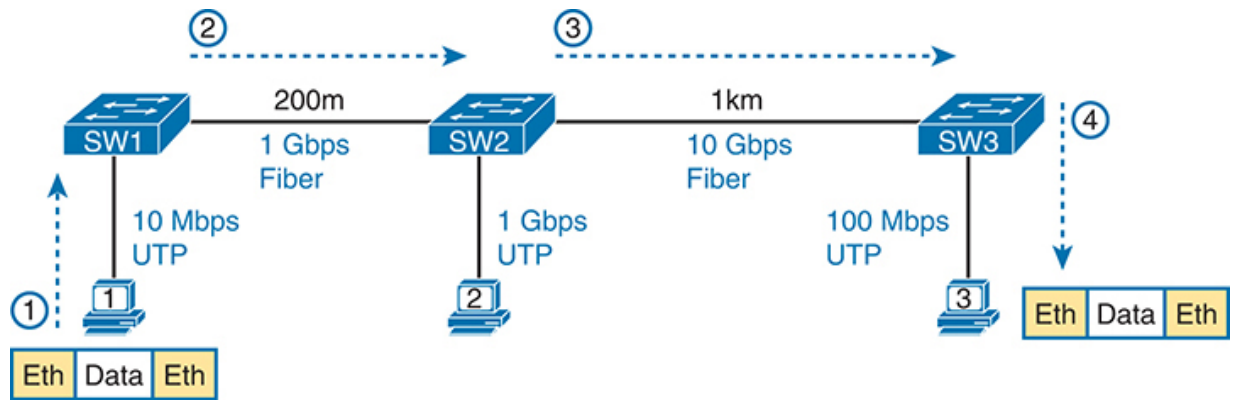 ②
③
200m
1km
SW1
SW2
SW3
④
1 Gbps
Fiber
10 Gbps
Fiber
10 Mbps
UTP
1 Gbps
UTP
100 Mbps
UTP
①
1
2
3
Eth Data Eth
Eth Data Eth